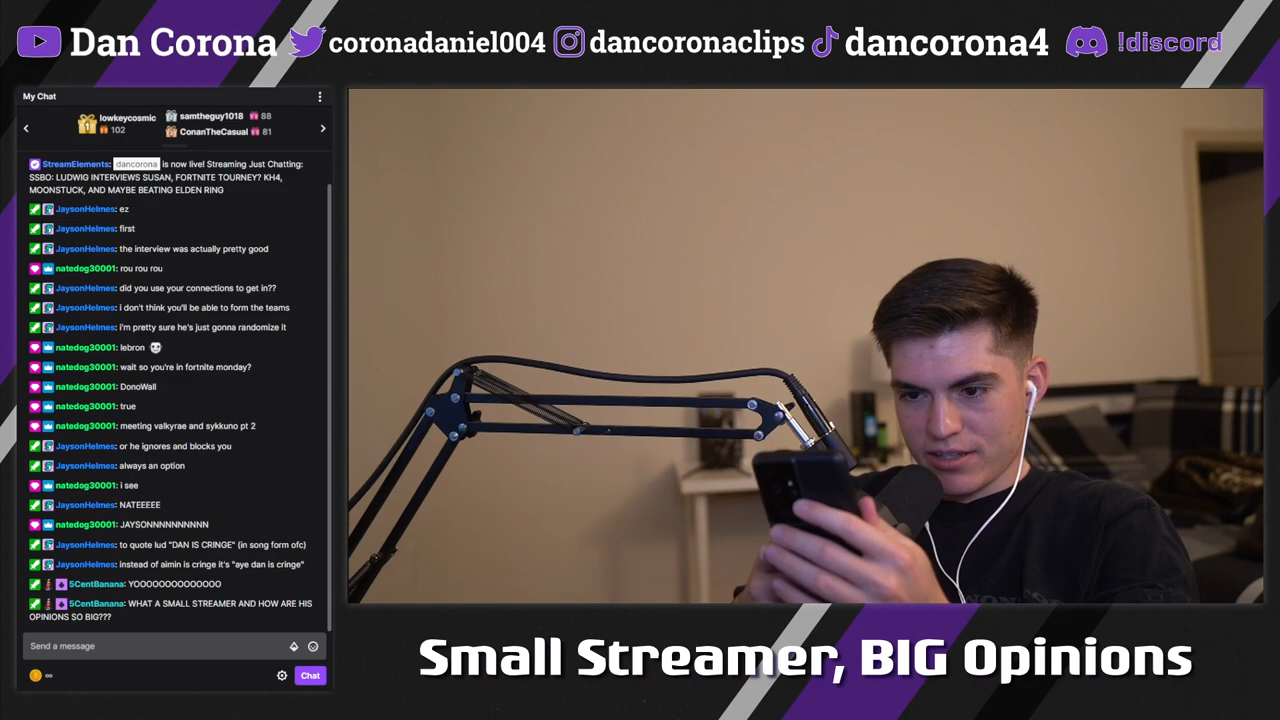 Dan Corona coronadaniel004 dancoronaclips dancorona4 !discord
My Chat
lowkeycosmic
102
samtheguy1018 88
ConanTheCasual 81
StreamElements: dancorona is now live! Streaming Just Chatting:
SSBO: LUDWIG INTERVIEWS SUSAN, FORTNITE TOURNEY? KH4,
MOONSTUCK, AND MAYBE BEATING ELDEN RING
JaysonHelmes: ez
JaysonHelmes: first
JaysonHelmes: the interview was actually pretty good
natedog30001: rou rou rou
JaysonHelmes: did you use your connections to get in??
JaysonHelmes: i don't think you'll be able to form the teams
JaysonHelmes: i'm pretty sure he's just gonna randomize it
natedog30001: lebron
natedog30001: wait so you're in fortnite monday?
natedog30001: DonoWall
natedog30001: true
natedog30001: meeting valkyrae and sykkuno pt 2
JaysonHelmes: or he ignores and blocks you
JaysonHelmes: always an option
natedog30001: i see
JaysonHelmes: NATEEEEE
natedog30001: JAYSONNNNNNNNNN
JaysonHelmes: to quote lud "DAN IS CRINGE" (in song form ofc)
JaysonHelmes: instead of aimin is cringe it's "aye dan is cringe"
5CentBanana: YOOOOOOOOOOOOOO
5CentBanana: WHAT A SMALL STREAMER AND HOW ARE HIS
OPINIONS SO BIG???
Send a message
Chat
Small Streamer, BIG Opinions